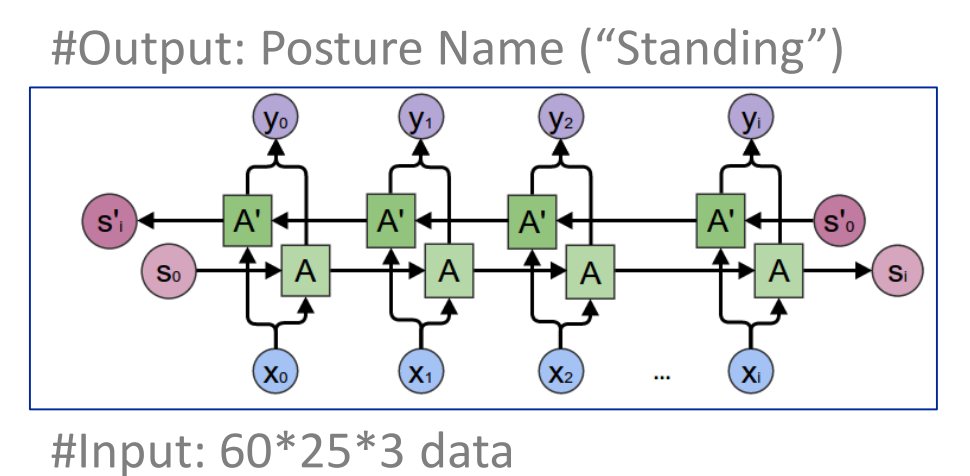 #Output: Posture Name (“Standing”)
y₀ y₁ y₂ yᵢ
s'ᵢ A' A' A' A' s'₀
s₀ A A A A sᵢ
x₀ x₁ x₂ ... xᵢ
#Input: 60*25*3 data